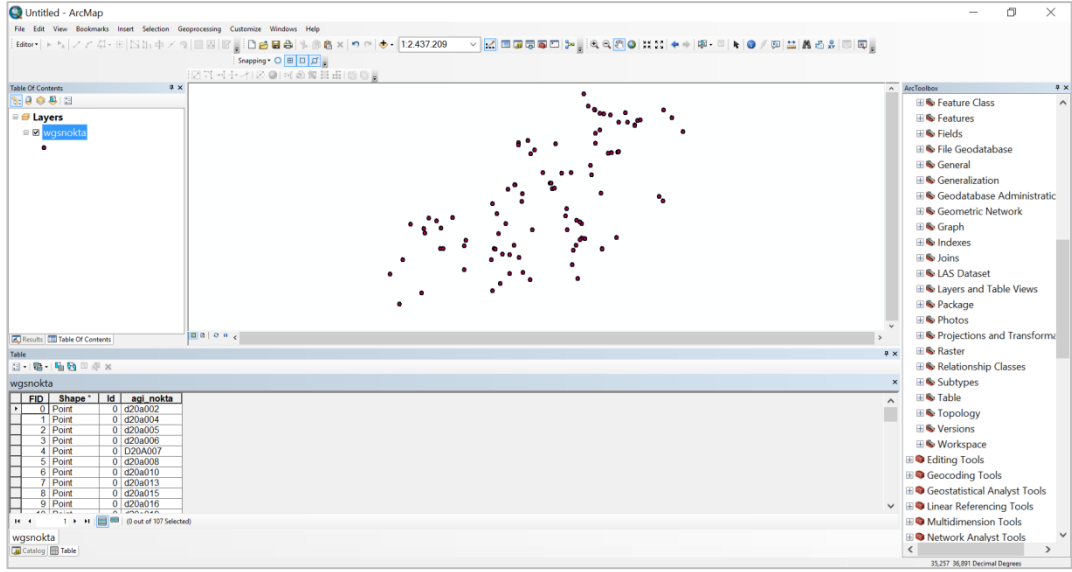 Untitled - ArcMap
File Edit View Bookmarks Insert Selection Geoprocessing Customize Windows Help
Editor 1:2.437.209
Snapping
Table Of Contents
Layers
wgsnokta
Results Table Of Contents
ArcToolbox
Feature Class
Features
Fields
File Geodatabase
General
Generalization
Geodatabase Administratic
Geometric Network
Graph
Indexes
Joins
LAS Dataset
Layers and Table Views
Package
Photos
Projections and Transforma
Raster
Relationship Classes
Subtypes
Table
Topology
Versions
Workspace
Editing Tools
Geocoding Tools
Geostatistical Analyst Tools
Linear Referencing Tools
Multidimension Tools
Network Analyst Tools
Table
wgsnokta
FID Shape * Id agi_nokta
0 Point 0 d20a002
1 Point 0 d20a004
2 Point 0 d20a005
3 Point 0 d20a006
4 Point 0 D20A007
5 Point 0 d20a008
6 Point 0 d20a010
7 Point 0 d20a013
8 Point 0 d20a015
9 Point 0 d20a016
1 (0 out of 107 Selected)
wgsnokta
Catalog Table
35,257 36,891 Decimal Degrees